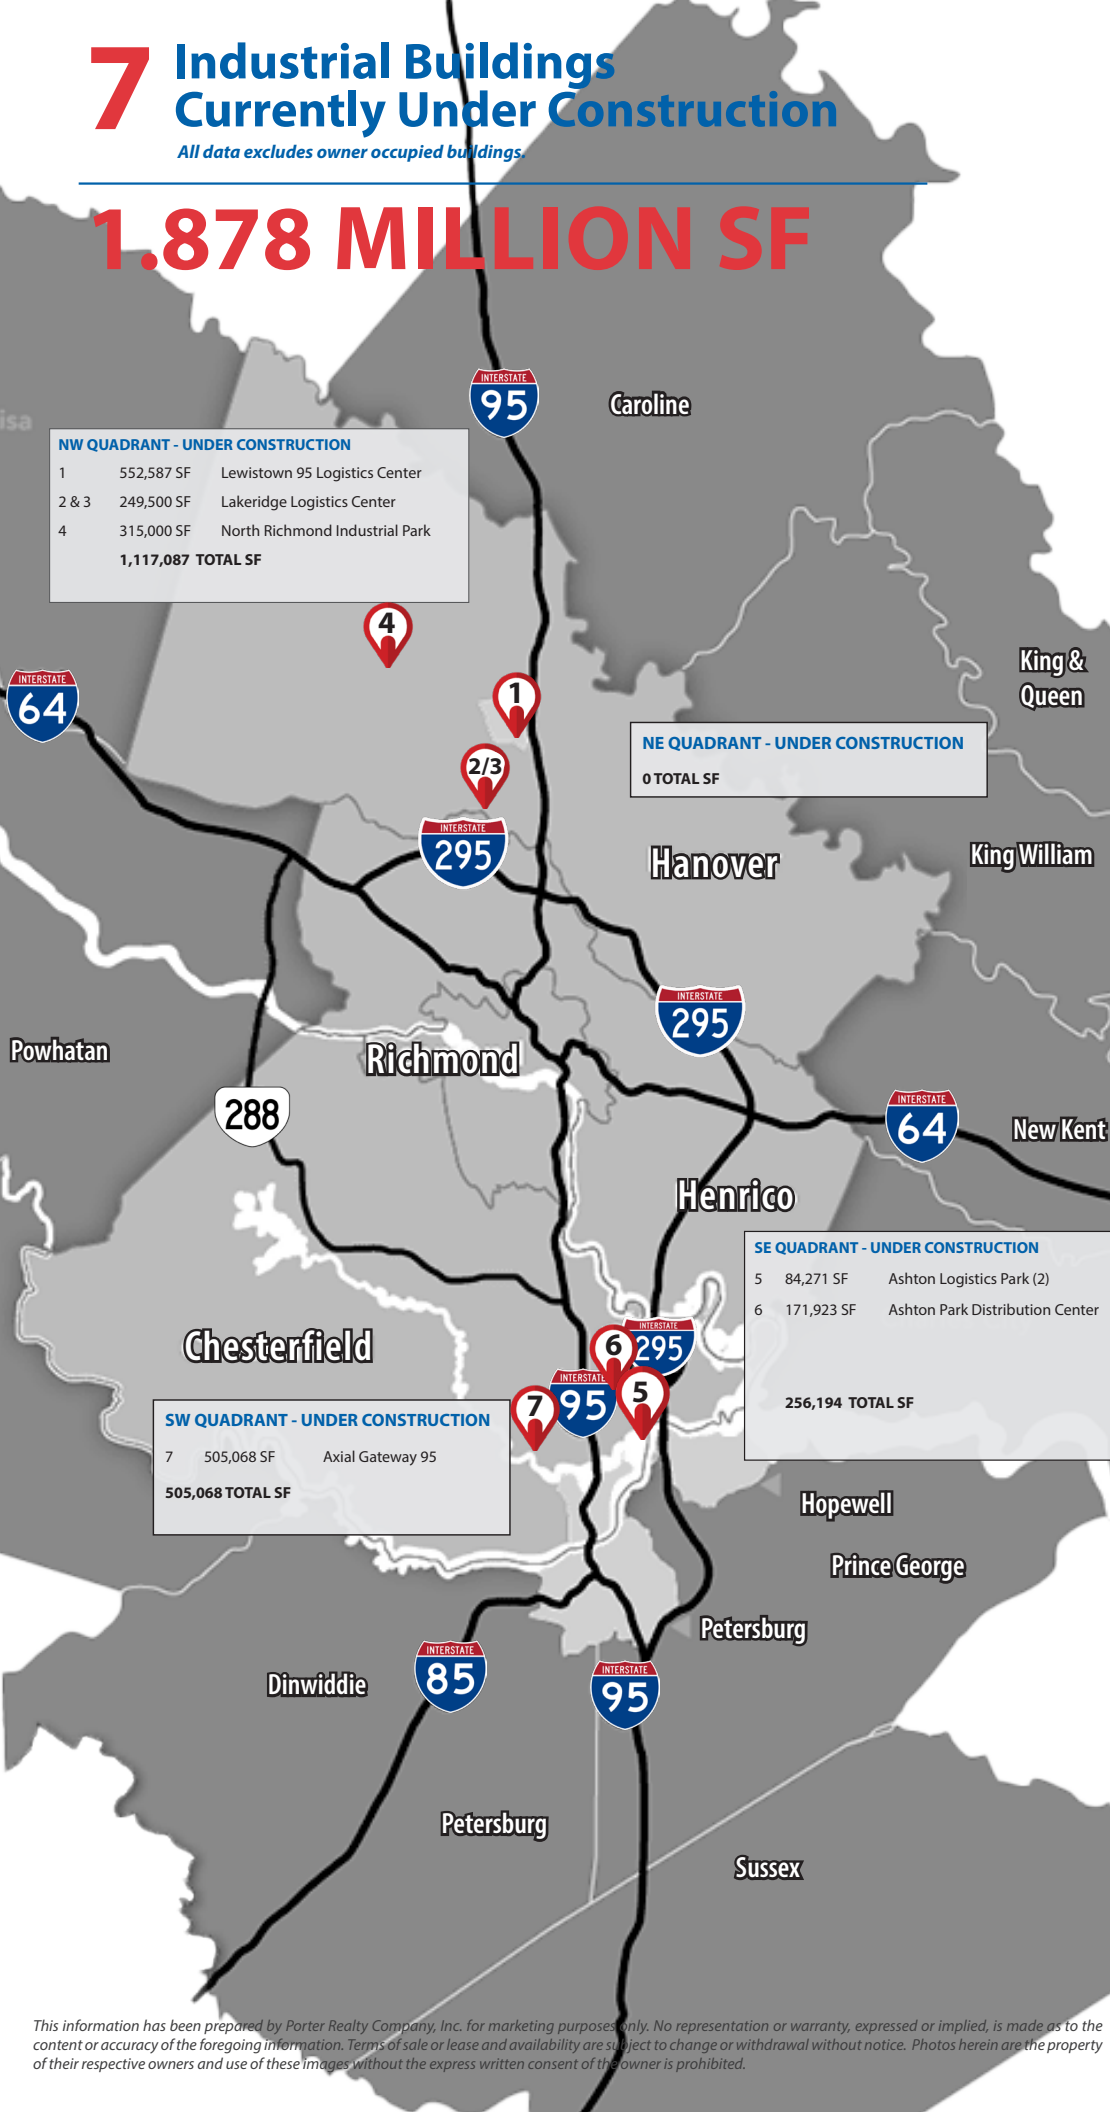 7 Industrial Buildings
Currently Under Construction
All data excludes owner occupied buildings.
1.878 MILLION SF
INTERSTATE
95
Caroline
isa
NW QUADRANT - UNDER CONSTRUCTION
1 552,587 SF Lewistown 95 Logistics Center
2 & 3 249,500 SF Lakeridge Logistics Center
4 315,000 SF North Richmond Industrial Park
1,117,087 TOTAL SF
4
King &
Queen
INTERSTATE
64
1
NE QUADRANT - UNDER CONSTRUCTION
0 TOTAL SF
2/3
INTERSTATE
295
Hanover
King William
INTERSTATE
295
Powhatan
Richmond
288
INTERSTATE
64
New Kent
Henrico
SE QUADRANT - UNDER CONSTRUCTION
5 84,271 SF Ashton Logistics Park (2)
6 171,923 SF Ashton Park Distribution Center
256,194 TOTAL SF
Chesterfield
6
INTERSTATE
295
INTERSTATE
95
5
7
SW QUADRANT - UNDER CONSTRUCTION
7 505,068 SF Axial Gateway 95
505,068 TOTAL SF
Hopewell
Prince George
Petersburg
INTERSTATE
85
Dinwiddie
INTERSTATE
95
Petersburg
Sussex
This information has been prepared by Porter Realty Company, Inc. for marketing purposes only. No representation or warranty, expressed or implied, is made as to the
content or accuracy of the foregoing information. Terms of sale or lease and availability are subject to change or withdrawal without notice. Photos herein are the property
of their respective owners and use of these images without the express written consent of the owner is prohibited.